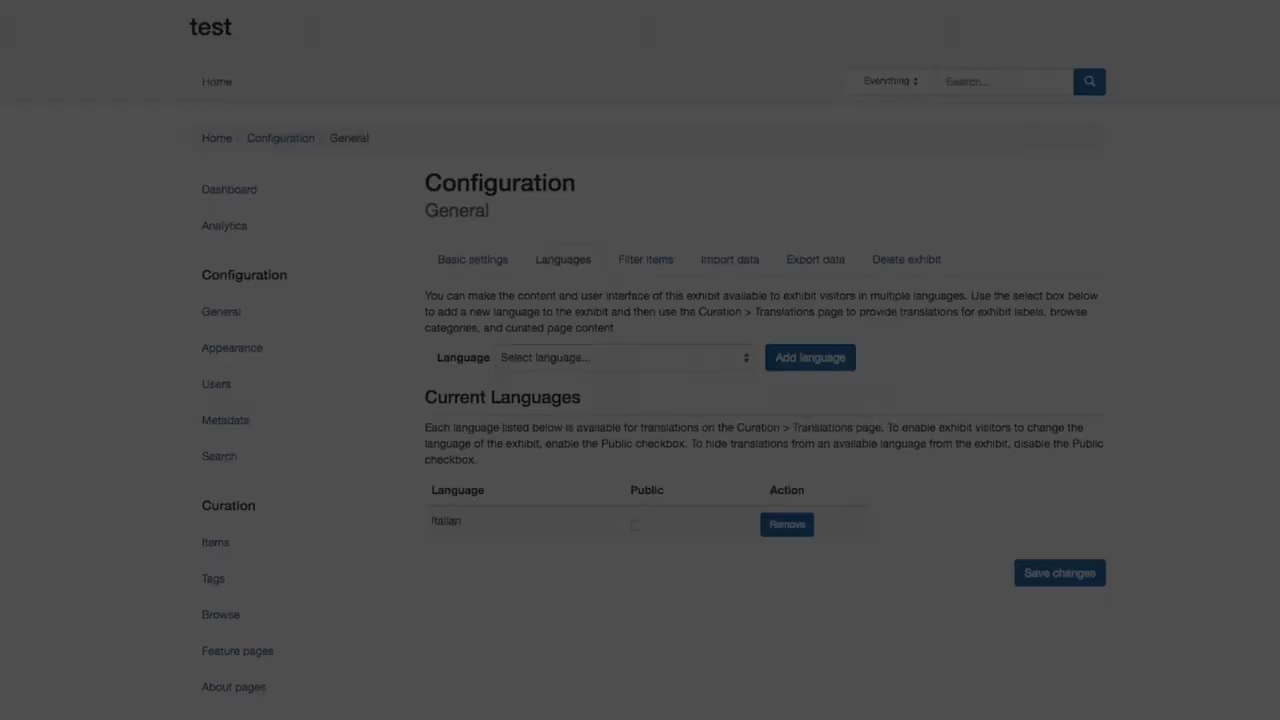 test
Home
Everything
Search...
Home Configuration General
Dashboard
Analytics
Configuration
General
Appearance
Users
Metadata
Search
Curation
Items
Tags
Browse
Feature pages
About pages
Configuration
General
Basic settings Languages Filter items Import data Export data Delete exhibit
You can make the content and user interface of this exhibit available to exhibit visitors in multiple languages. Use the select box below
to add a new language to the exhibit and then use the Curation > Translations page to provide translations for exhibit labels, browse
categories, and curated page content.
Language Select language... Add language
Current Languages
Each language listed below is available for translations on the Curation > Translations page. To enable exhibit visitors to change the
language of the exhibit, enable the Public checkbox. To hide translations from an available language from the exhibit, disable the Public
checkbox.
Language Public Action
Italian Remove
Save changes